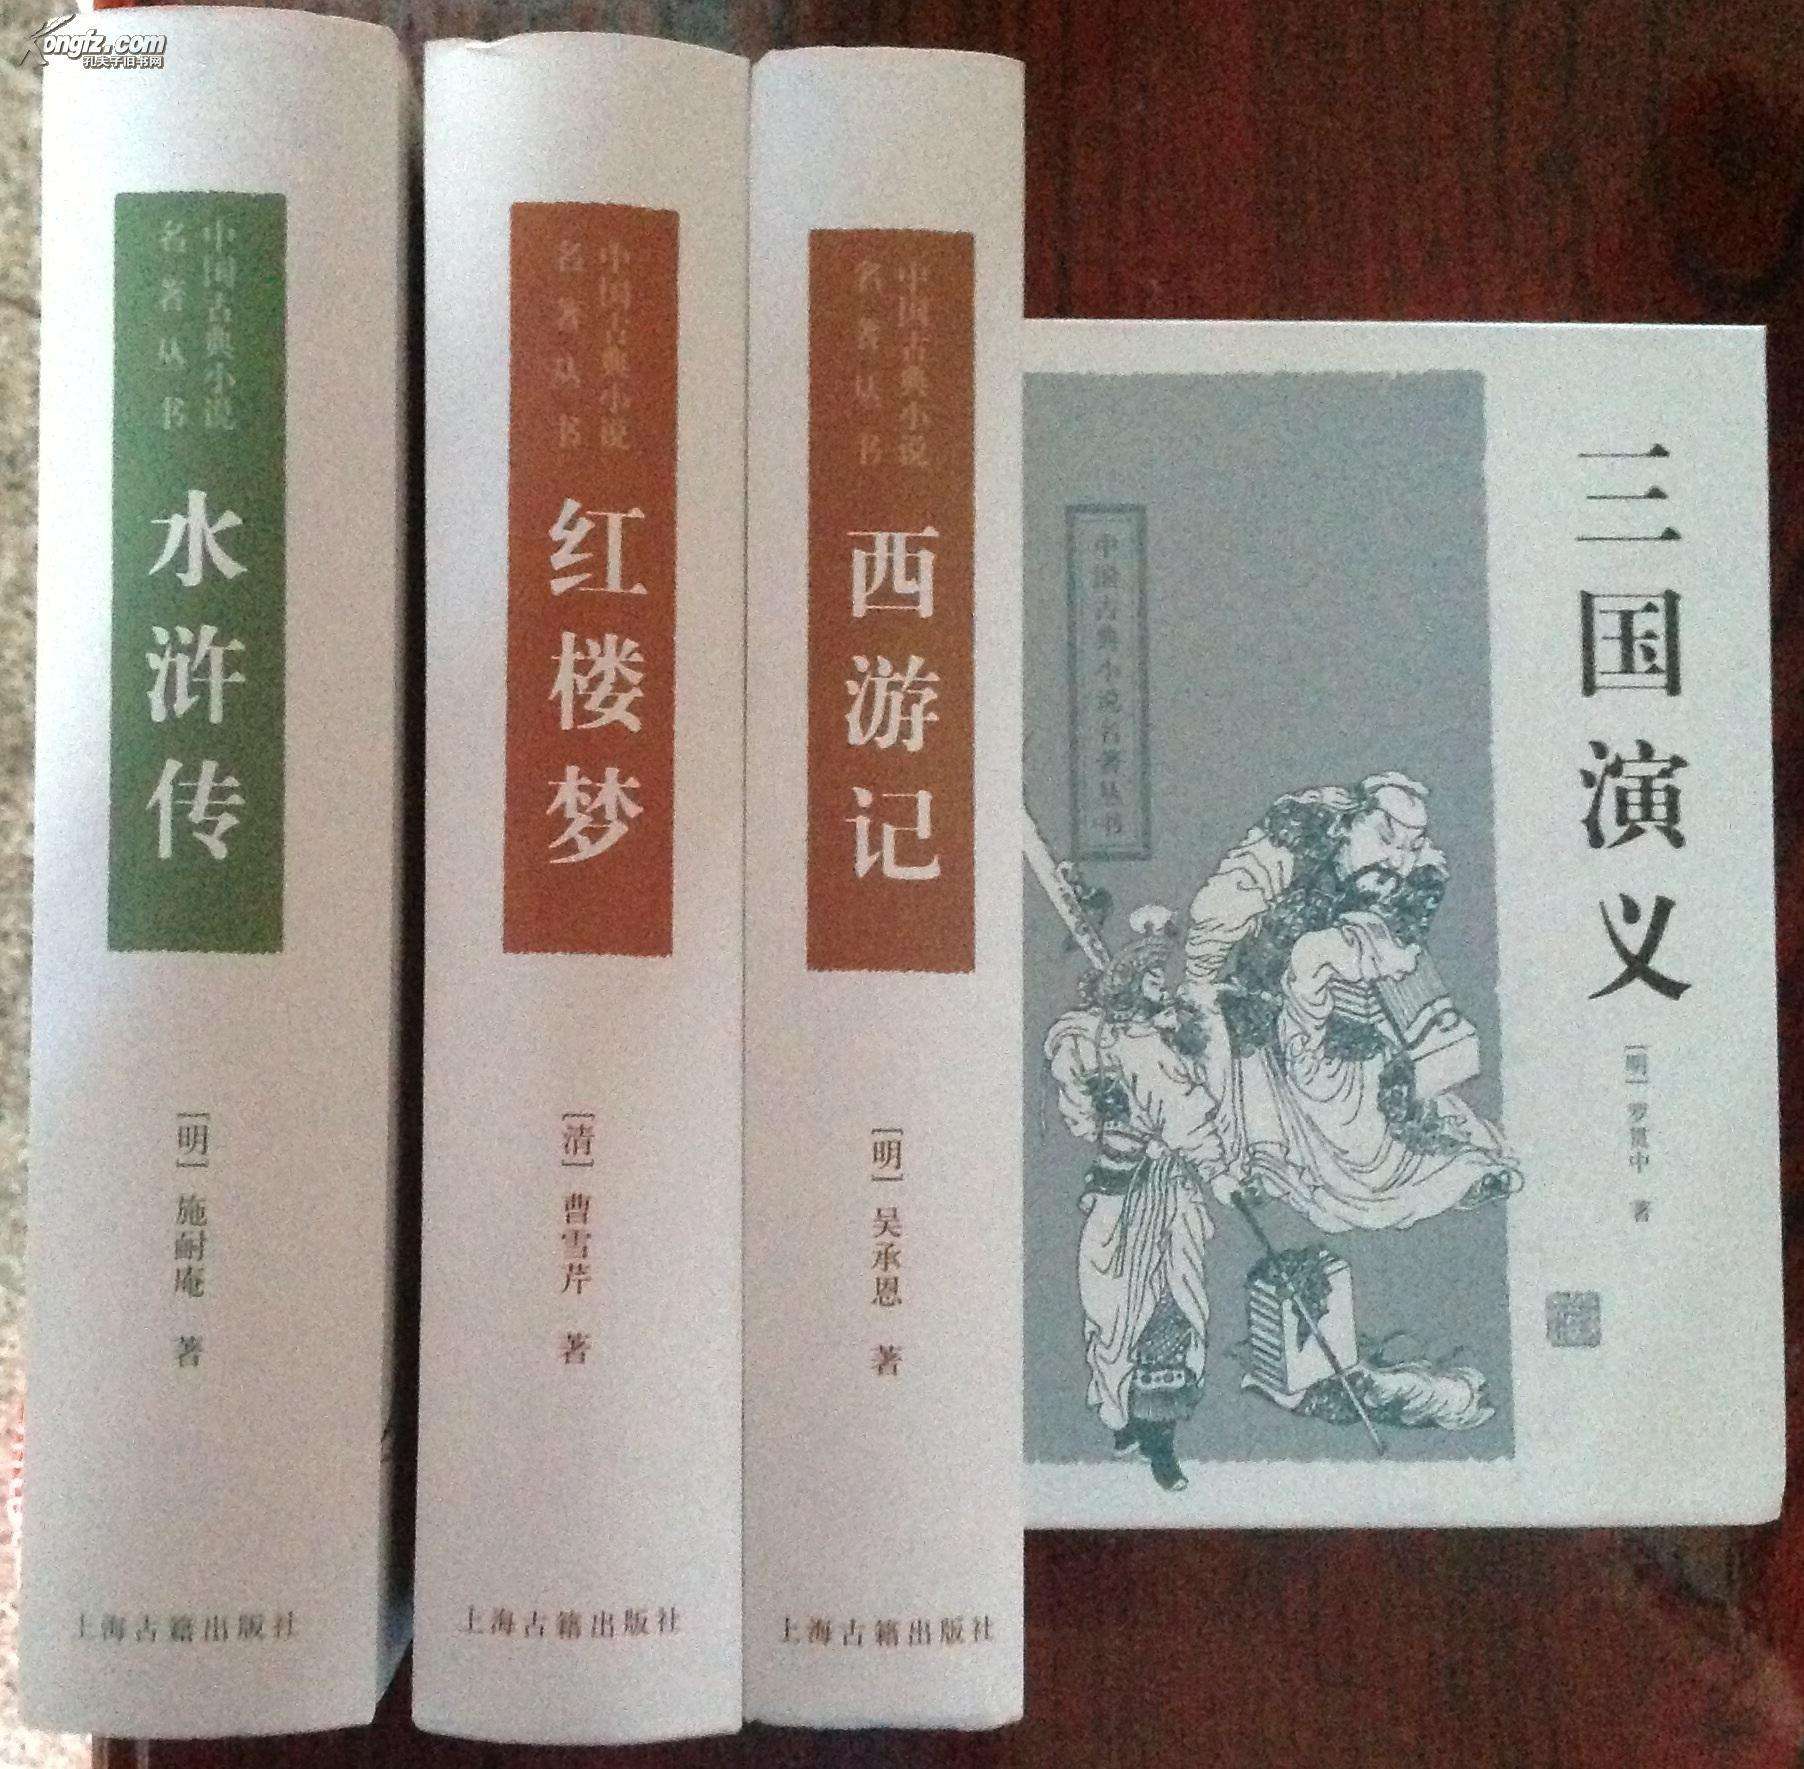 Kongfz.com
孔夫子旧书网
中国古典小说
名著丛书
水浒传
[明] 施耐庵 著
上海古籍出版社
中国古典小说
名著丛书
红楼梦
[清] 曹雪芹 著
上海古籍出版社
中国古典小说
名著丛书
西游记
[明] 吴承恩 著
上海古籍出版社
三国演义
[明] 罗贯中 著
中国古典小说名著丛书